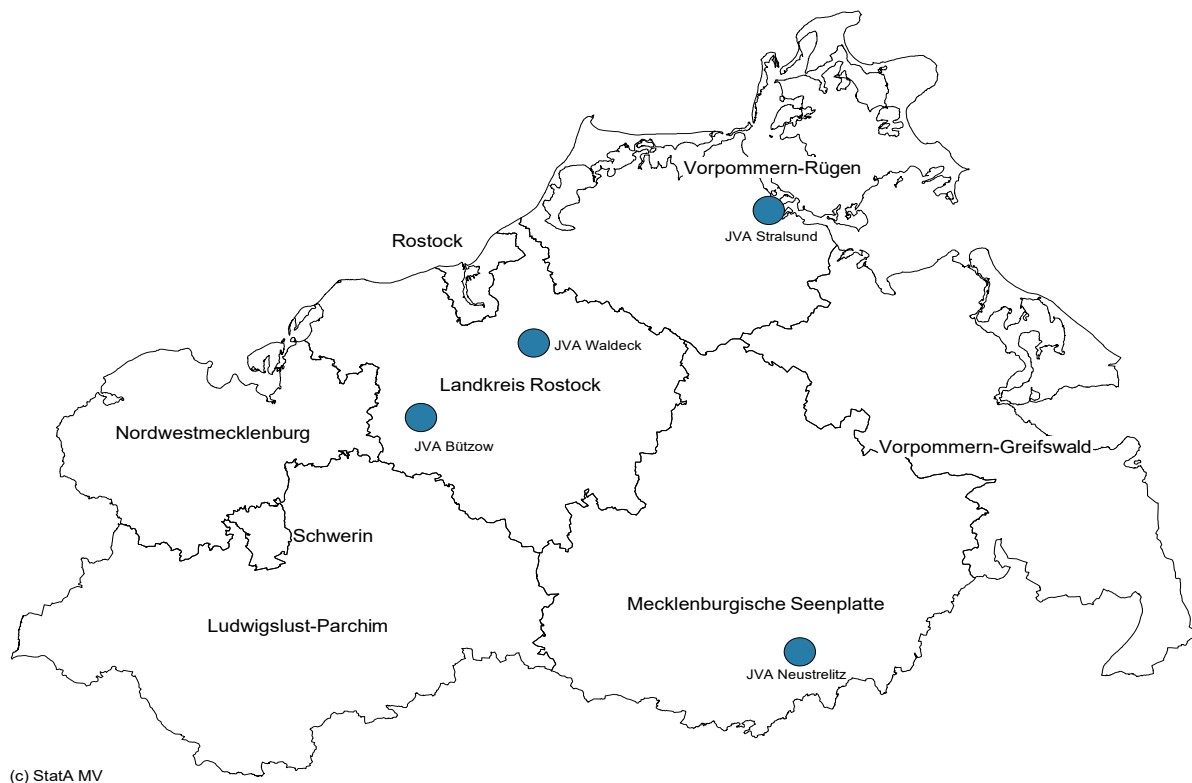 Vorpommern-Rügen
JVA Stralsund
Rostock
JVA Waldeck
Landkreis Rostock
Nordwestmecklenburg
JVA Bützow
Vorpommern-Greifswald
Schwerin
Mecklenburgische Seenplatte
Ludwigslust-Parchim
JVA Neustrelitz
(c) StatA MV